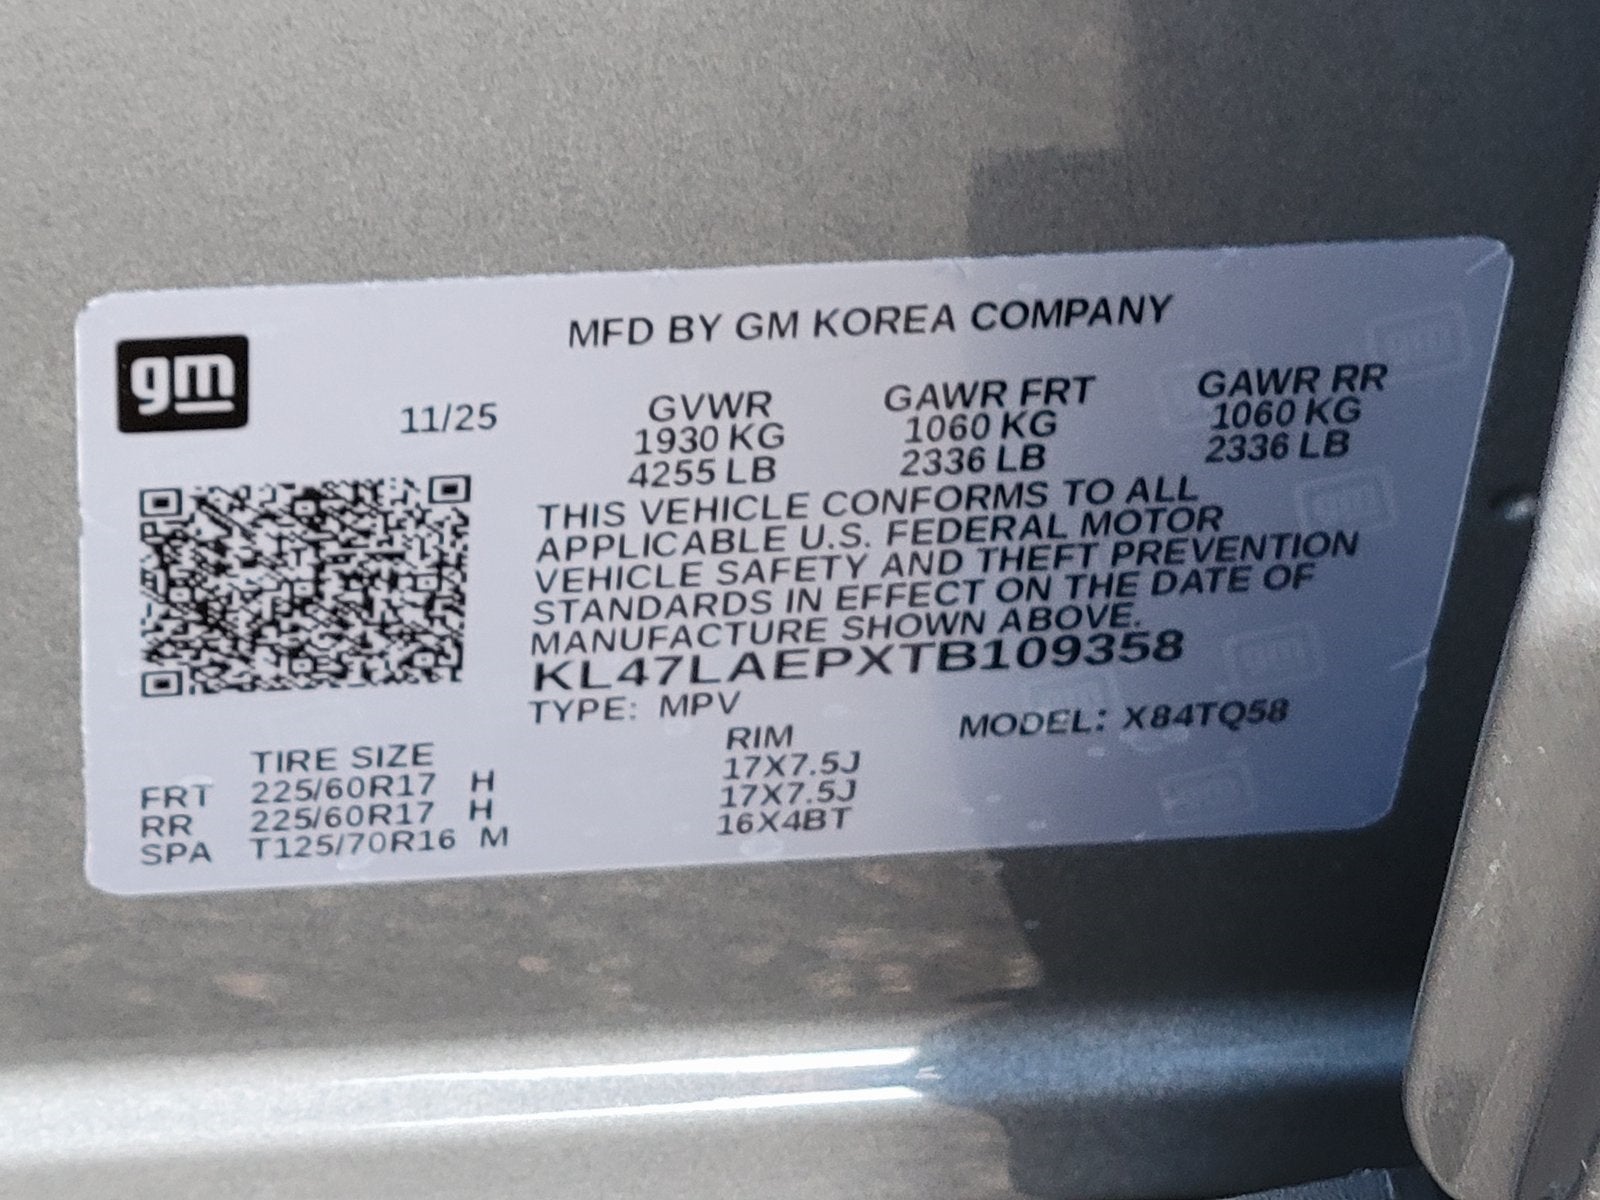 MFD BY GM KOREA COMPANY
gm
11/25
GVWR GAWR FRT GAWR RR
1930 KG 1060 KG 1060 KG
4255 LB 2336 LB 2336 LB
THIS VEHICLE CONFORMS TO ALL
APPLICABLE U.S. FEDERAL MOTOR
VEHICLE SAFETY AND THEFT PREVENTION
STANDARDS IN EFFECT ON THE DATE OF
MANUFACTURE SHOWN ABOVE.
KL47LAEPXTB109358
TYPE: MPV MODEL: X84TQ58
TIRE SIZE RIM
FRT 225/60R17 H 17X7.5J
RR 225/60R17 H 17X7.5J
SPA T125/70R16 M 16X4BT